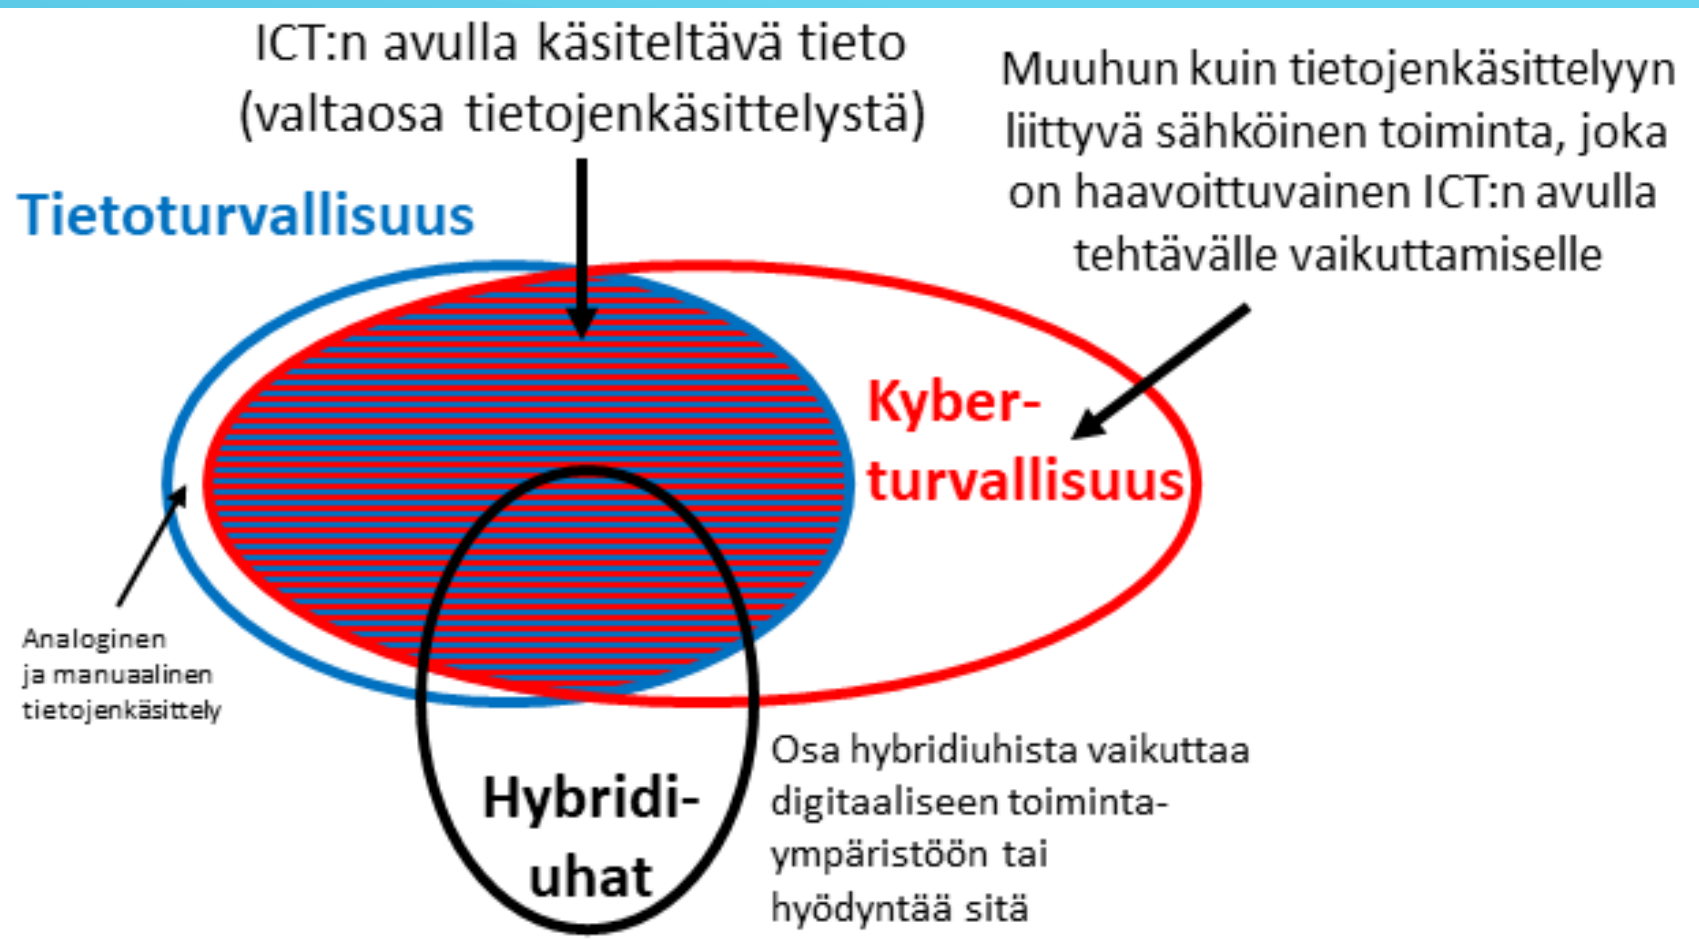 ICT:n avulla käsiteltävä tieto
(valtaosa tietojenkäsittelystä)
Muuhun kuin tietojenkäsittelyyn
liittyvä sähköinen toiminta, joka
on haavoittuvainen ICT:n avulla
tehtävälle vaikuttamiselle
Tietoturvallisuus
Kyber-
turvallisuus
Analoginen
ja manuaalinen
tietojenkäsittely
Hybridi-
uhat
Osa hybridiuhista vaikuttaa
digitaaliseen toiminta-
ympäristöön tai
hyödyntää sitä